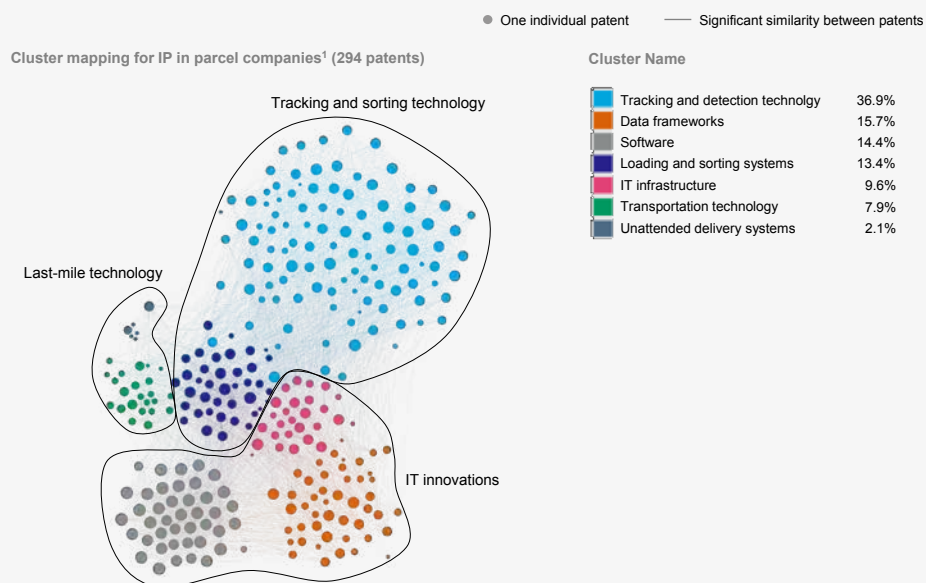 One individual patent
Significant similarity between patents
Cluster mapping for IP in parcel companies¹ (294 patents)
Cluster Name
Tracking and sorting technology
Tracking and detection technolgy 36.9%
Data frameworks 15.7%
Software 14.4%
Loading and sorting systems 13.4%
IT infrastructure 9.6%
Transportation technology 7.9%
Unattended delivery systems 2.1%
Last-mile technology
IT innovations